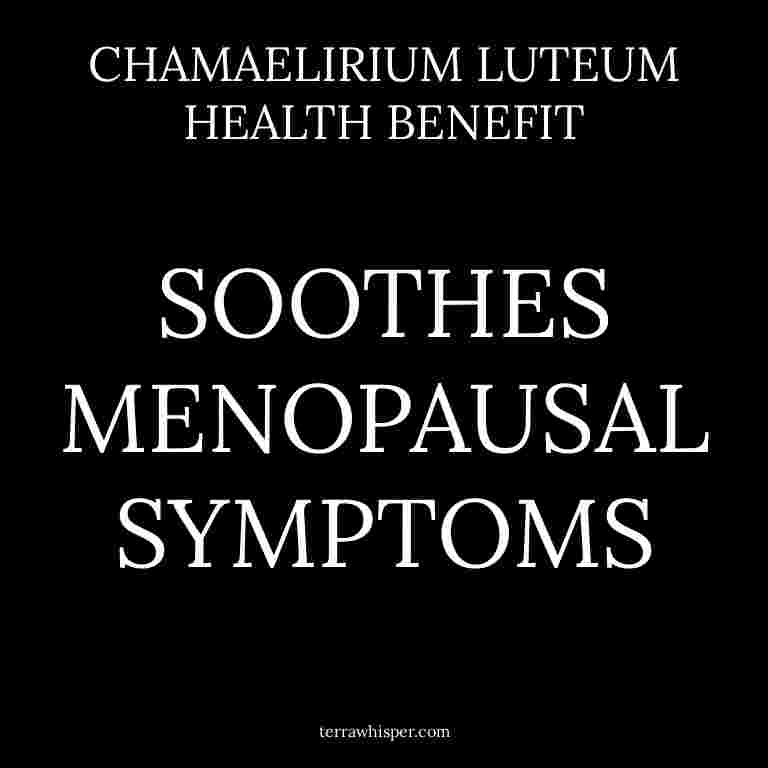 CHAMAELIRIUM LUTEUM
HEALTH BENEFIT
SOOTHES
MENOPAUSAL
SYMPTOMS
terrawhisper.com